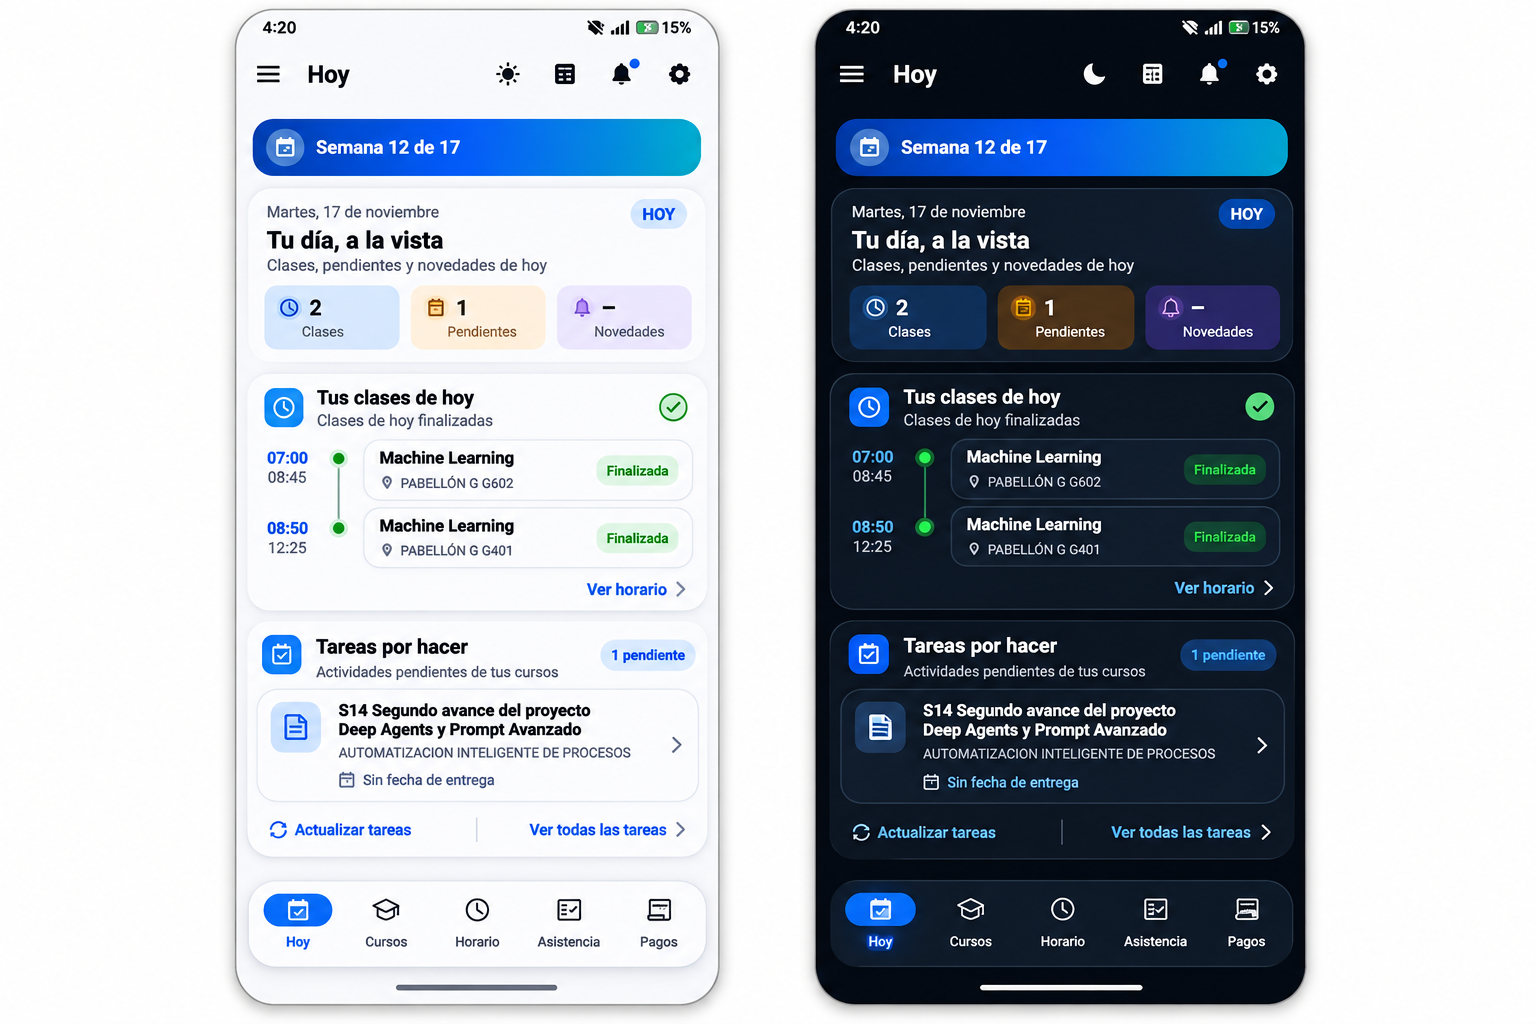 4:20
15%
Hoy
Semana 12 de 17
Martes, 17 de noviembre
HOY
Tu día, a la vista
Clases, pendientes y novedades de hoy
2
Clases
1
Pendientes
–
Novedades
Tus clases de hoy
Clases de hoy finalizadas
07:00
08:45
Machine Learning
PABELLÓN G G602
Finalizada
08:50
12:25
Machine Learning
PABELLÓN G G401
Finalizada
Ver horario
Tareas por hacer
Actividades pendientes de tus cursos
1 pendiente
S14 Segundo avance del proyecto
Deep Agents y Prompt Avanzado
AUTOMATIZACION INTELIGENTE DE PROCESOS
Sin fecha de entrega
Actualizar tareas
Ver todas las tareas
Hoy
Cursos
Horario
Asistencia
Pagos
4:20
15%
Hoy
Semana 12 de 17
Martes, 17 de noviembre
HOY
Tu día, a la vista
Clases, pendientes y novedades de hoy
2
Clases
1
Pendientes
–
Novedades
Tus clases de hoy
Clases de hoy finalizadas
07:00
08:45
Machine Learning
PABELLÓN G G602
Finalizada
08:50
12:25
Machine Learning
PABELLÓN G G401
Finalizada
Ver horario
Tareas por hacer
Actividades pendientes de tus cursos
1 pendiente
S14 Segundo avance del proyecto
Deep Agents y Prompt Avanzado
AUTOMATIZACION INTELIGENTE DE PROCESOS
Sin fecha de entrega
Actualizar tareas
Ver todas las tareas
Hoy
Cursos
Horario
Asistencia
Pagos